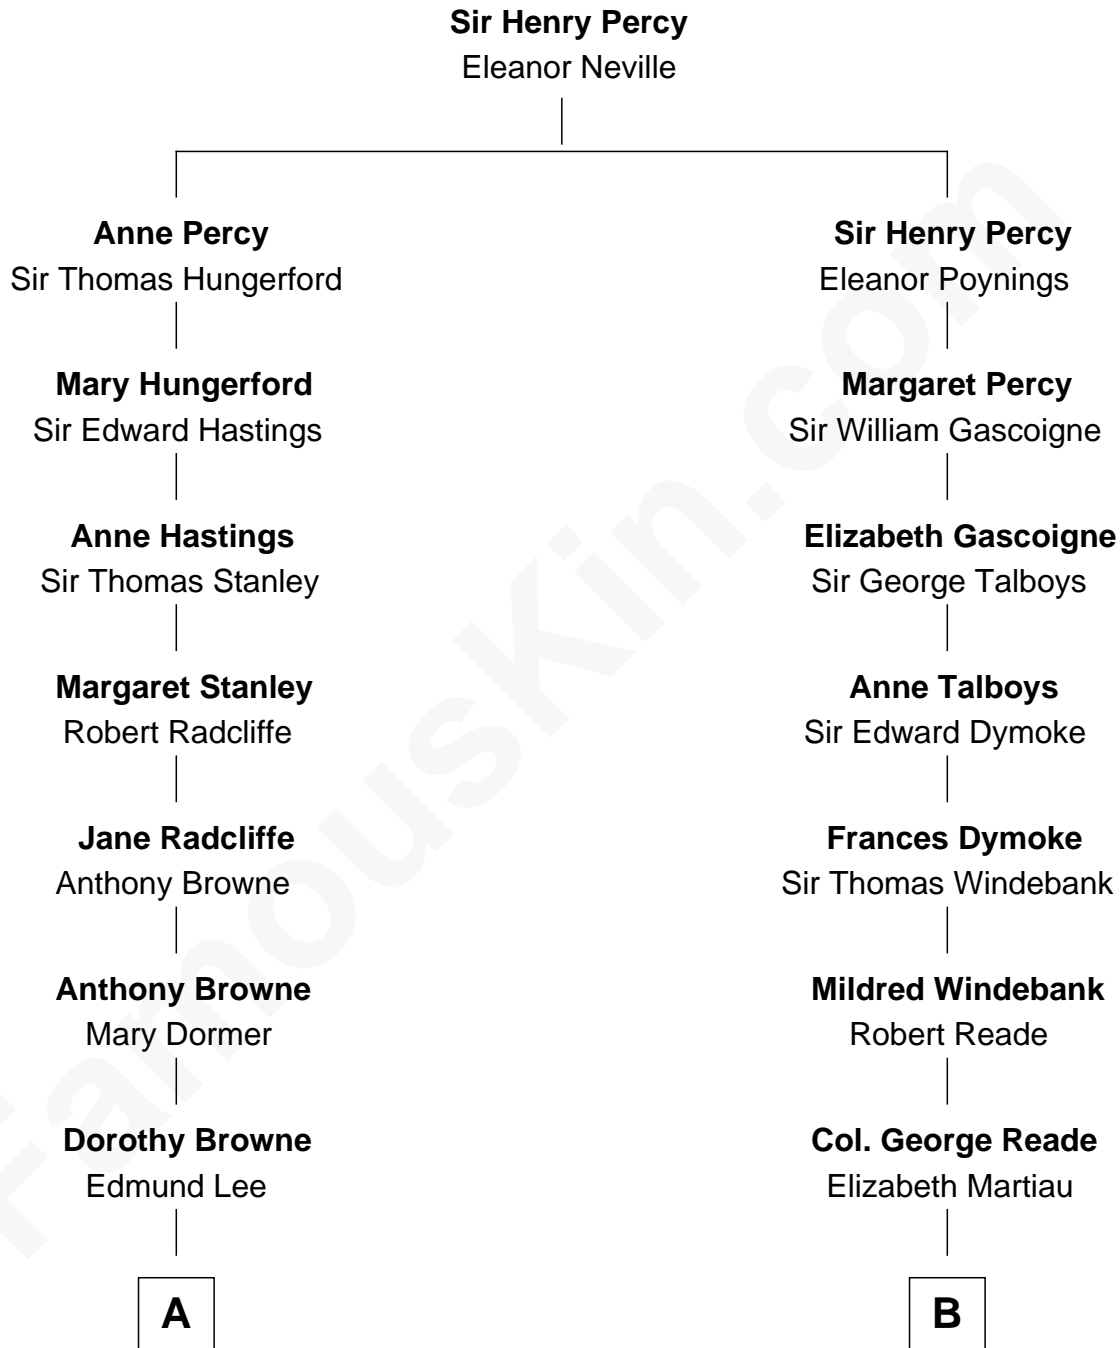 Sir Henry Percy
Eleanor Neville
Anne Percy
Sir Thomas Hungerford
Sir Henry Percy
Eleanor Poynings
Mary Hungerford
Sir Edward Hastings
Margaret Percy
Sir William Gascoigne
Anne Hastings
Sir Thomas Stanley
Elizabeth Gascoigne
Sir George Talboys
Margaret Stanley
Robert Radcliffe
Anne Talboys
Sir Edward Dymoke
Jane Radcliffe
Anthony Browne
Frances Dymoke
Sir Thomas Windebank
Anthony Browne
Mary Dormer
Mildred Windebank
Robert Reade
Dorothy Browne
Edmund Lee
Col. George Reade
Elizabeth Martiau
A
B
FamousKin.com